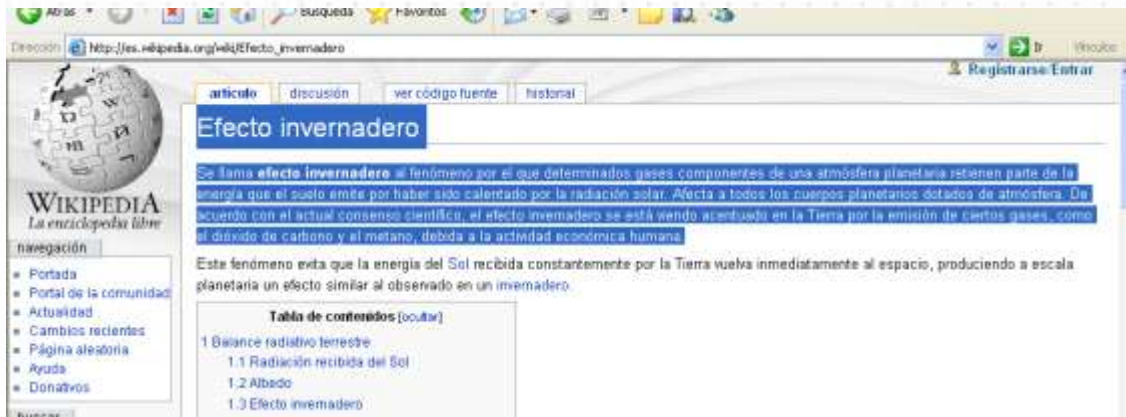 Atrás
Búsqueda
Favoritos
Dirección
http://es.wikipedia.org/wiki/Efecto_invernadero
Ir
Vínculos
Registrarse/Entrar
artículo
discusión
ver código fuente
historial
Efecto invernadero
Se llama efecto invernadero al fenómeno por el que determinados gases componentes de una atmósfera planetaria retienen parte de la
energía que el suelo emite por haber sido calentado por la radiación solar. Afecta a todos los cuerpos planetarios dotados de atmósfera. De
acuerdo con el actual consenso científico, el efecto invernadero se está viendo acentuado en la Tierra por la emisión de ciertos gases, como
el dióxido de carbono y el metano, debida a la actividad económica humana.
Este fenómeno evita que la energía del Sol recibida constantemente por la Tierra vuelva inmediatamente al espacio, produciendo a escala
planetaria un efecto similar al observado en un invernadero.
WIKIPEDIA
La enciclopedia libre
navegación
Portada
Portal de la comunidad
Actualidad
Cambios recientes
Página aleatoria
Ayuda
Donativos
buscar
Tabla de contenidos [ocultar]
1 Balance radiativo terrestre
1.1 Radiación recibida del Sol
1.2 Albedo
1.3 Efecto invernadero